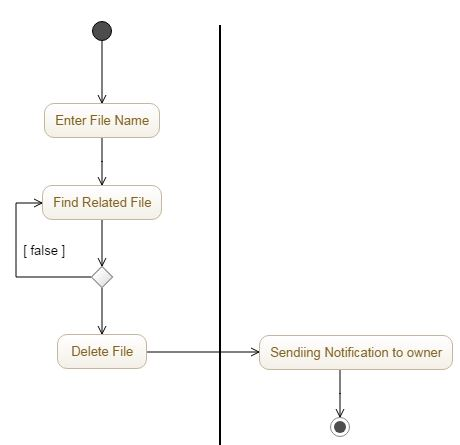 Enter File Name
Find Related File
[ false ]
Delete File
Sendiing Notification to owner